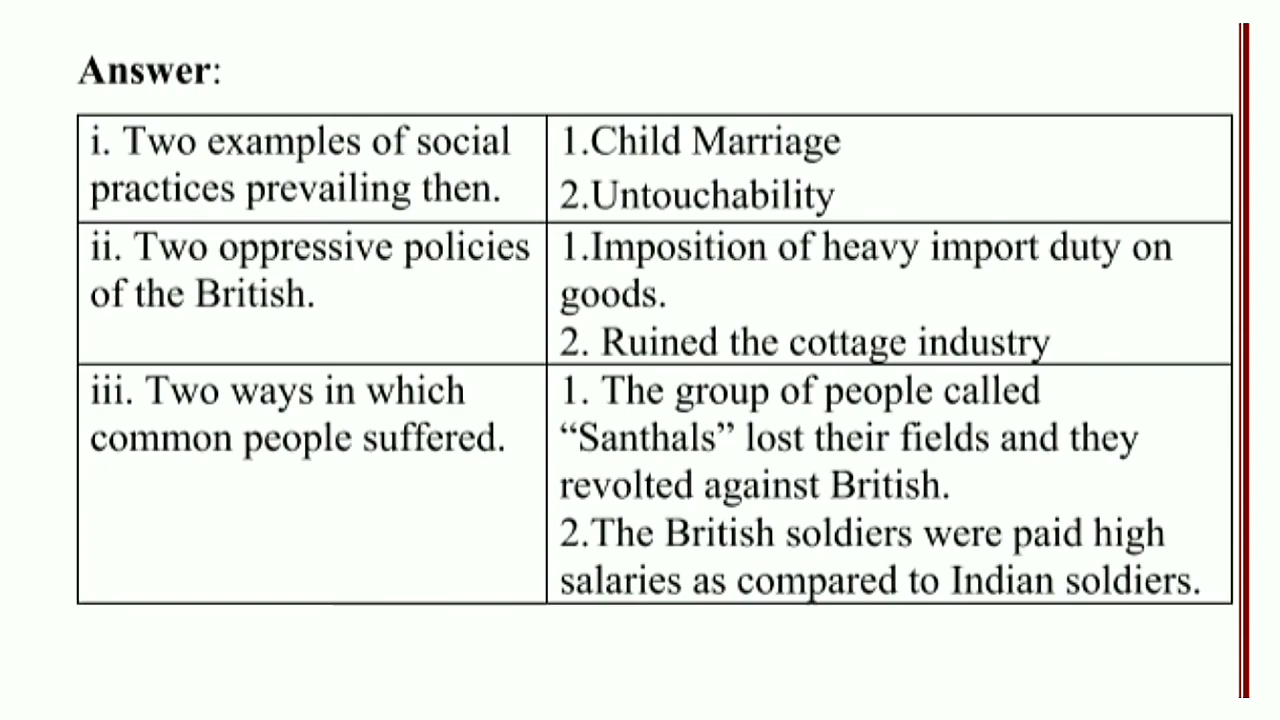 Answer:
i. Two examples of social
practices prevailing then.
1.Child Marriage
2.Untouchability
ii. Two oppressive policies
of the British.
1.Imposition of heavy import duty on
goods.
2. Ruined the cottage industry
iii. Two ways in which
common people suffered.
1. The group of people called
“Santhals” lost their fields and they
revolted against British.
2.The British soldiers were paid high
salaries as compared to Indian soldiers.